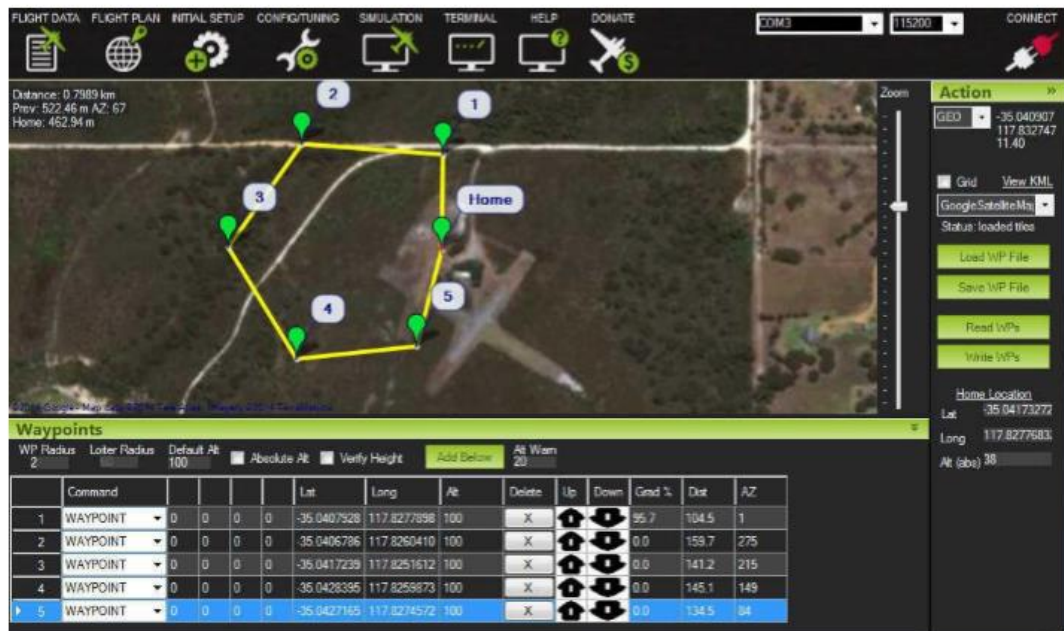 FLIGHT DATA FLIGHT PLAN INITIAL SETUP CONFIG/TUNING SIMULATION TERMINAL HELP DONATE COM3 115200 CONNECT
Distance: 0.7989 km
Prev: 522.46 m AZ: 67
Home: 462.94 m
2
1
3
Home
4
5
Zoom
Action
GEO -35.040907
117.832747
11.40
Grid View KML
GoogleSatelliteMap
Status: loaded tiles
Load WP File
Save WP File
Read WPs
Write WPs
Home Location
Lat -35.04173272
Long 117.8277683
Alt (abs) 38
Waypoints
WP Radius Loiter Radius Default Alt Alt Warn
2 100 Absolute Alt Verify Height Add Below 20
Command Lat Long Alt Delete Up Down Grad % Dist AZ
1 WAYPOINT 0 0 0 0 -35.0407928 117.8277898 100 X 95.7 104.5 1
2 WAYPOINT 0 0 0 0 -35.0406786 117.8260410 100 X 0.0 159.7 275
3 WAYPOINT 0 0 0 0 -35.0417239 117.8251612 100 X 0.0 141.2 215
4 WAYPOINT 0 0 0 0 -35.0428395 117.8259873 100 X 0.0 145.1 149
5 WAYPOINT 0 0 0 0 -35.0427165 117.8274572 100 X 0.0 134.5 84